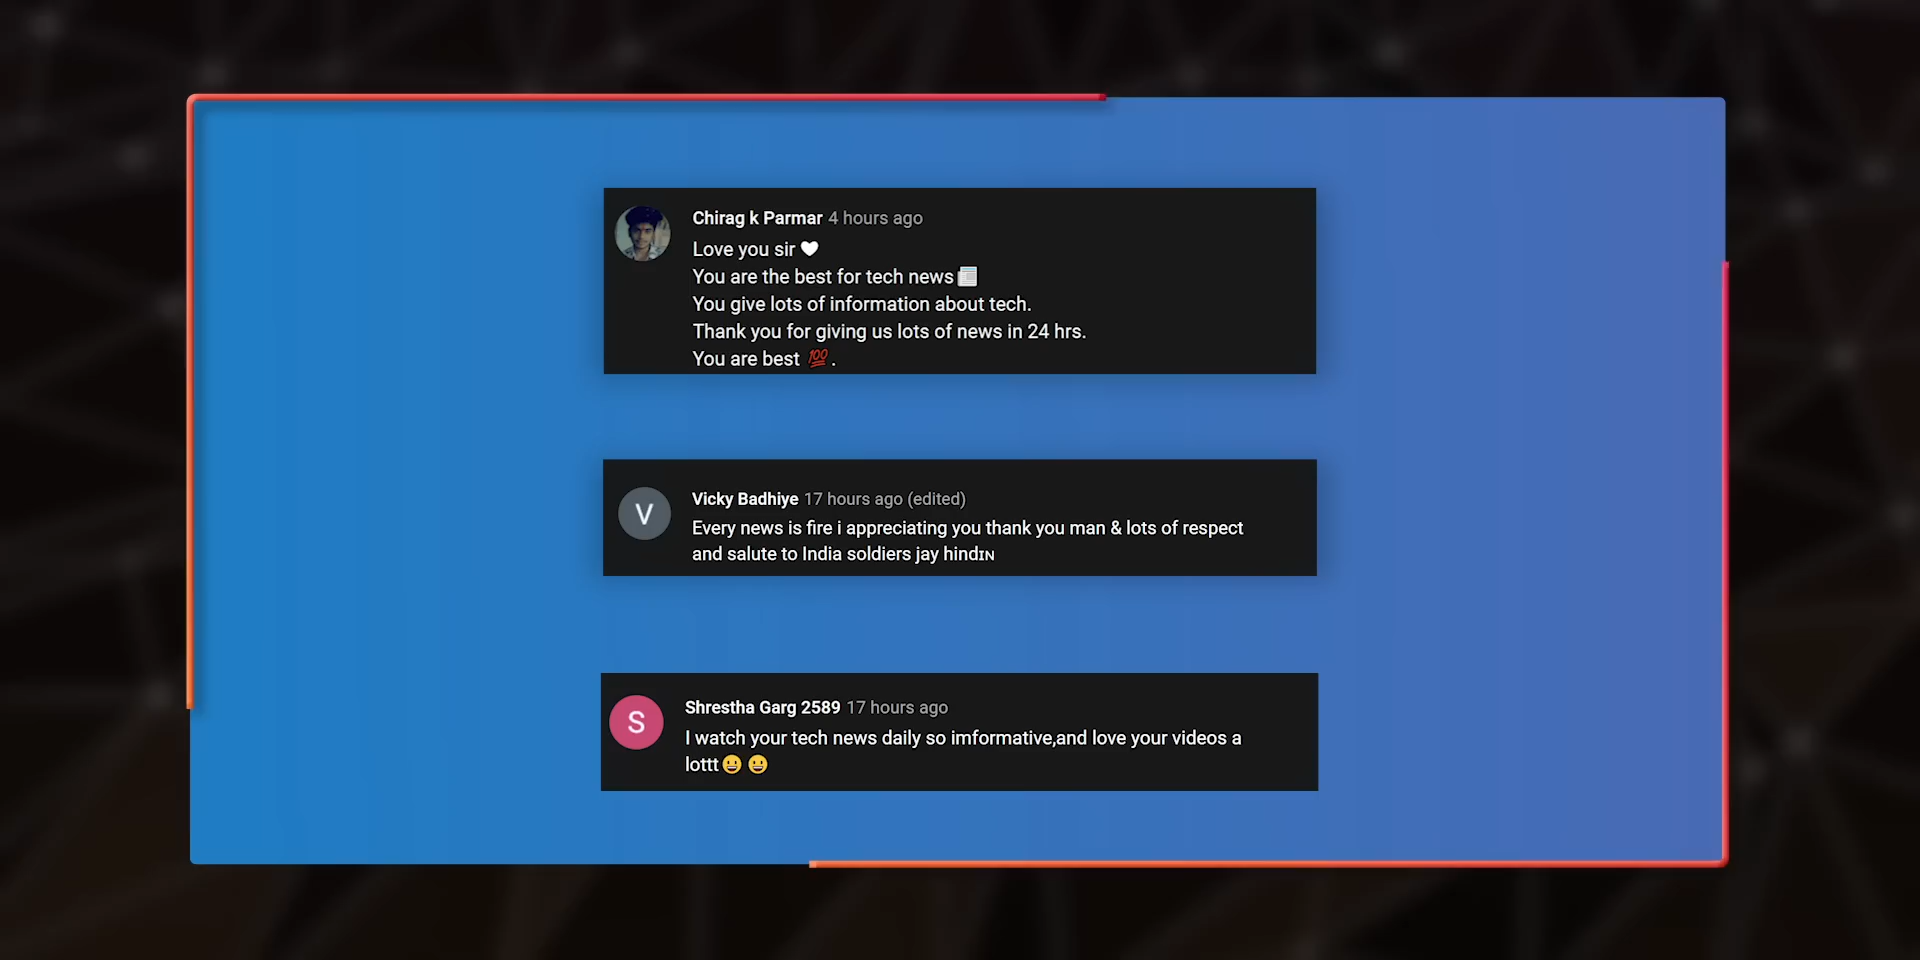 Chirag k Parmar 4 hours ago
Love you sir 🤍
You are the best for tech news📰
You give lots of information about tech.
Thank you for giving us lots of news in 24 hrs.
You are best 💯.
V
Vicky Badhiye 17 hours ago (edited)
Every news is fire i appreciating you thank you man & lots of respect
and salute to India soldiers jay hindɪɴ
S
Shrestha Garg 2589 17 hours ago
I watch your tech news daily so imformative,and love your videos a
lottt😀 😀